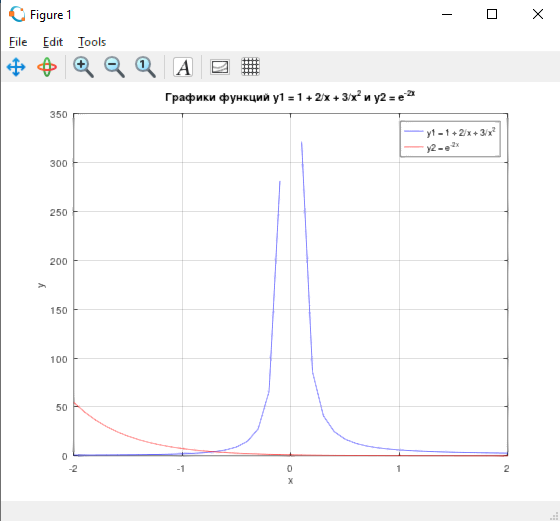 Figure 1
File Edit Tools
A
Графики функций y1 = 1 + 2/x + 3/x² и y2 = e⁻²ˣ
y1 = 1 + 2/x + 3/x²
y2 = e⁻²ˣ
350
300
250
200
150
100
50
0
y
-2 -1 0 1 2
x